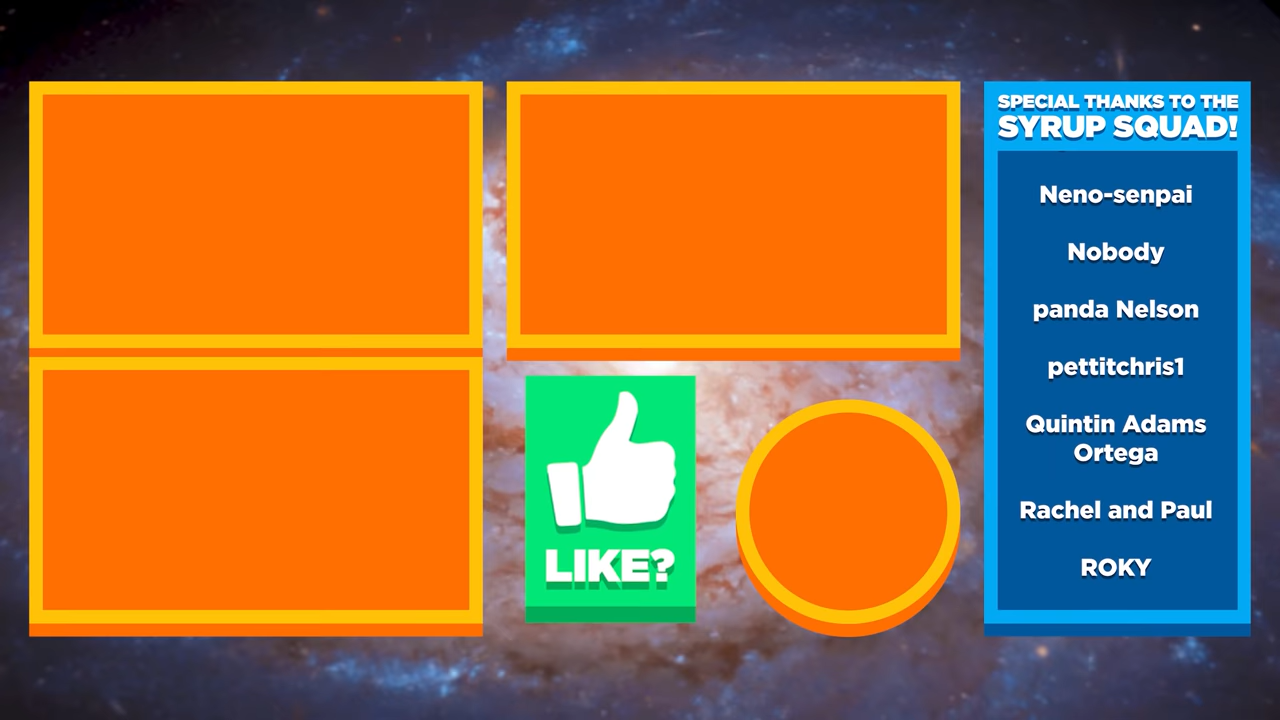 SPECIAL THANKS TO THE
SYRUP SQUAD!
Neno-senpai
Nobody
panda Nelson
pettitchris1
Quintin Adams
Ortega
Rachel and Paul
ROKY
LIKE?